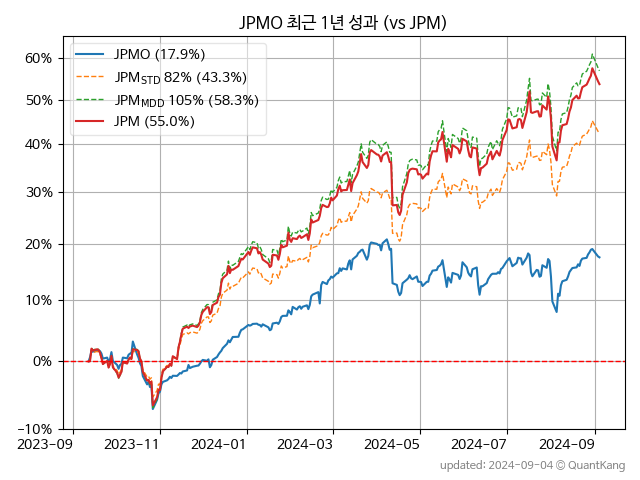 JPMO 최근 1년 성과 (vs JPM)
JPMO (17.9%)
JPM_STD 82% (43.3%)
JPM_MDD 105% (58.3%)
JPM (55.0%)
60%
50%
40%
30%
20%
10%
0%
-10%
2023-09 2023-11 2024-01 2024-03 2024-05 2024-07 2024-09
updated: 2024-09-04 @ QuantKang